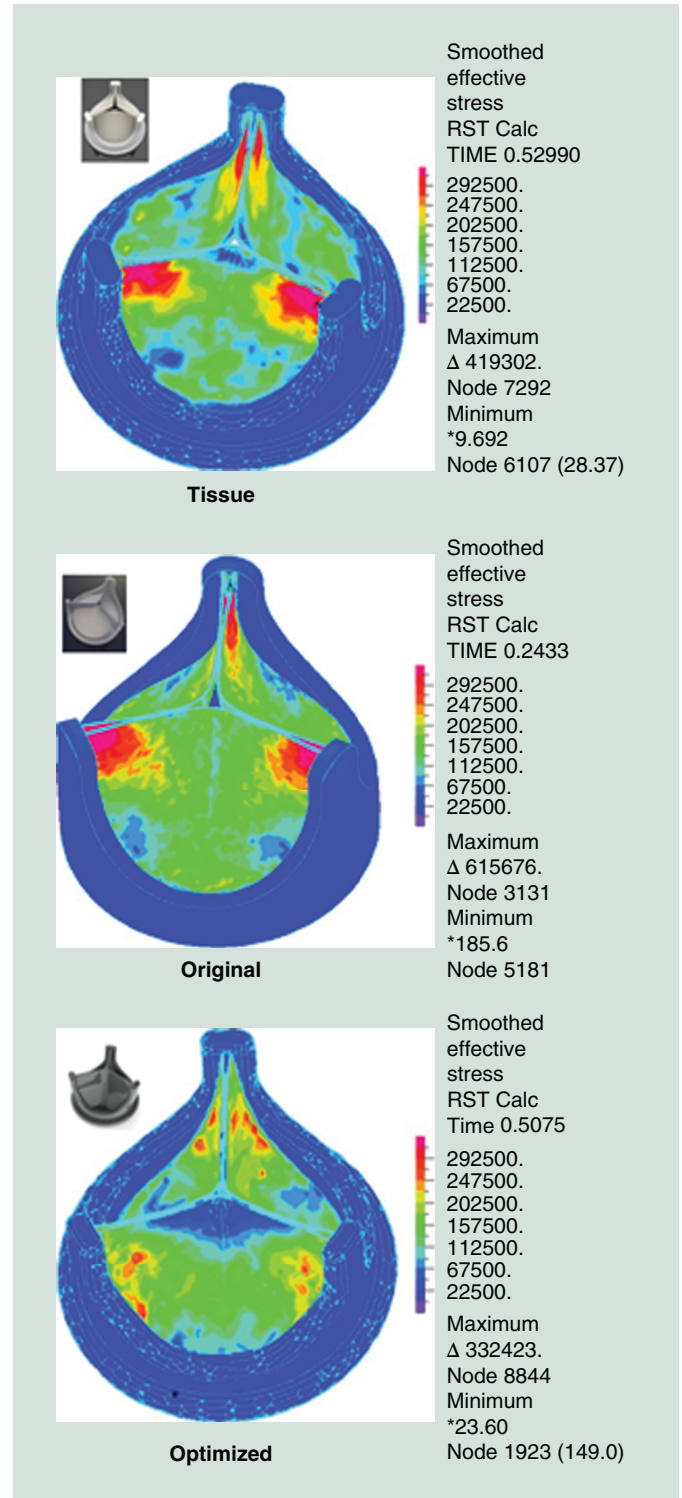 Smoothed
effective
stress
RST Calc
TIME 0.52990
292500.
247500.
202500.
157500.
112500.
67500.
22500.
Maximum
Δ 419302.
Node 7292
Minimum
*9.692
Node 6107 (28.37)
Tissue
Smoothed
effective
stress
RST Calc
TIME 0.2433
292500.
247500.
202500.
157500.
112500.
67500.
22500.
Maximum
Δ 615676.
Node 3131
Minimum
*185.6
Node 5181
Original
Smoothed
effective
stress
RST Calc
Time 0.5075
292500.
247500.
202500.
157500.
112500.
67500.
22500.
Maximum
Δ 332423.
Node 8844
Minimum
*23.60
Node 1923 (149.0)
Optimized